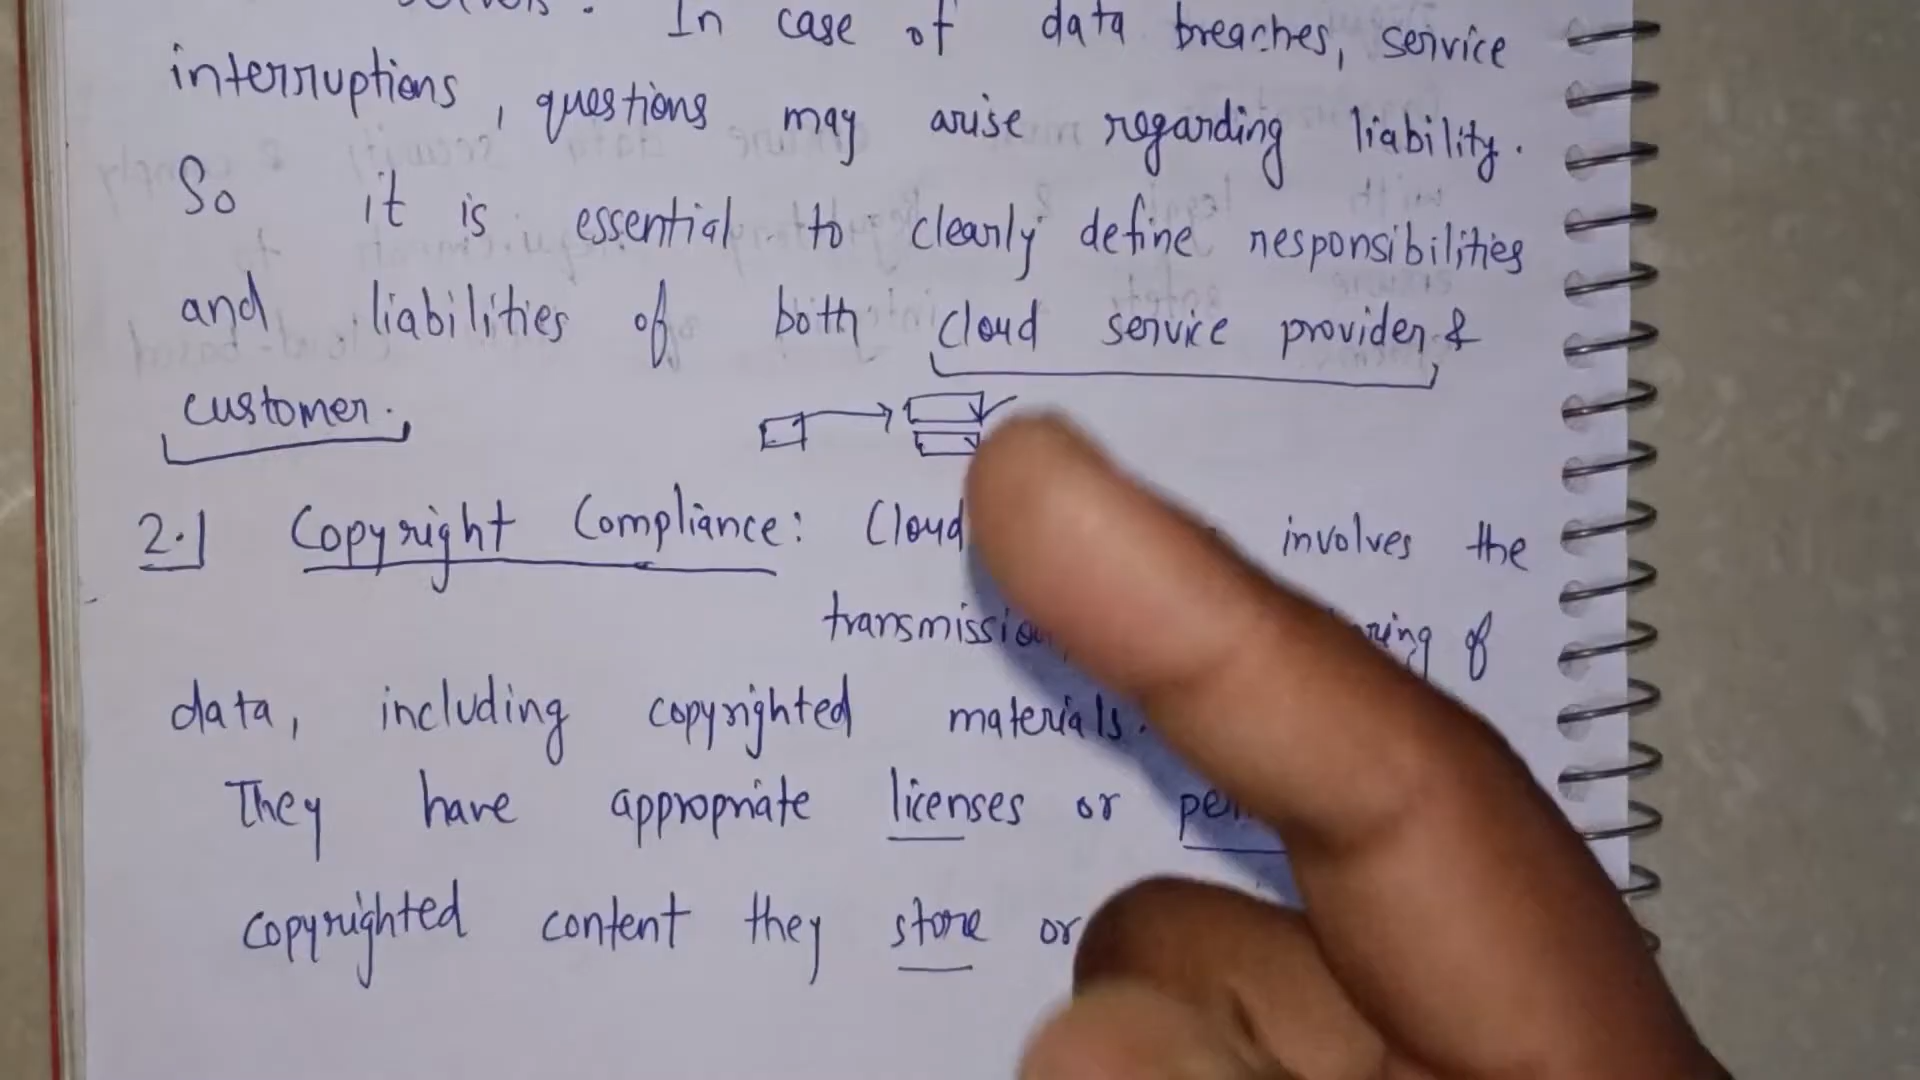 In case of data breaches, service
interruptions, questions may arise regarding liability.
So it is essential to clearly define responsibilities
and liabilities of both cloud service provider &
customer.
2.1 Copyright Compliance: Cloud involves the
of
data, including copyrighted materials.
They have appropriate licenses or
copyrighted content they store or